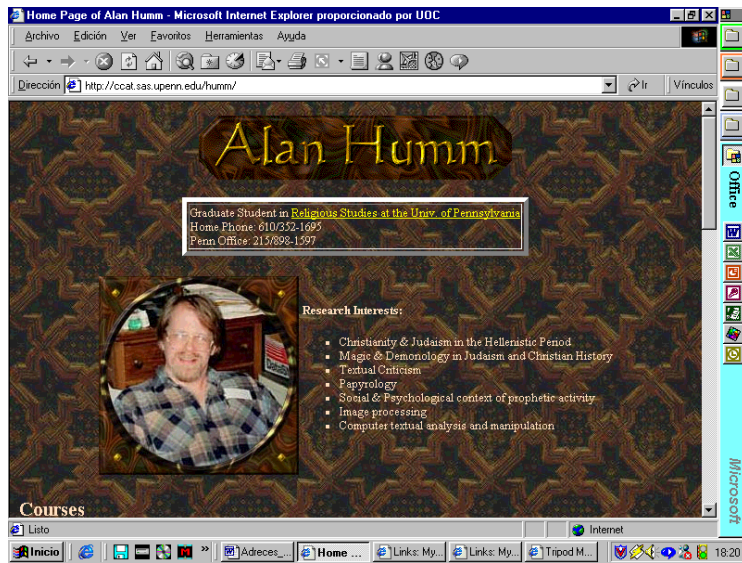 Home Page of Alan Humm - Microsoft Internet Explorer proporcionado por UOC
Archivo Edición Ver Favoritos Herramientas Ayuda
Dirección http://ccat.sas.upenn.edu/humm/ Ir Vínculos
Alan Humm
Graduate Student in Religious Studies at the Univ. of Pennsylvania
Home Phone: 610/352-1695
Penn Office: 215/898-1597
Research Interests:
Christianity & Judaism in the Hellenistic Period
Magic & Demonology in Judaism and Christian History
Textual Criticism
Papyrology
Social & Psychological context of prophetic activity
Image processing
Computer textual analysis and manipulation
Courses
Listo Internet
Inicio » Adreces_... Home ... Links: My... Links: My... Tripod M... 18:20
Office
Microsoft